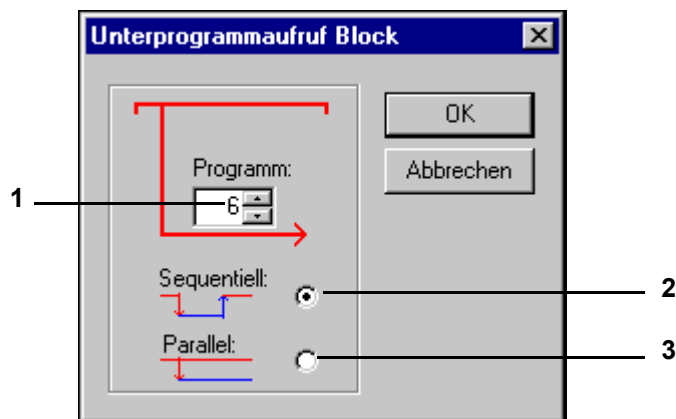 Unterprogrammaufruf Block
OK
Programm:
Abbrechen
1
6
Sequentiell:
2
Parallel:
3